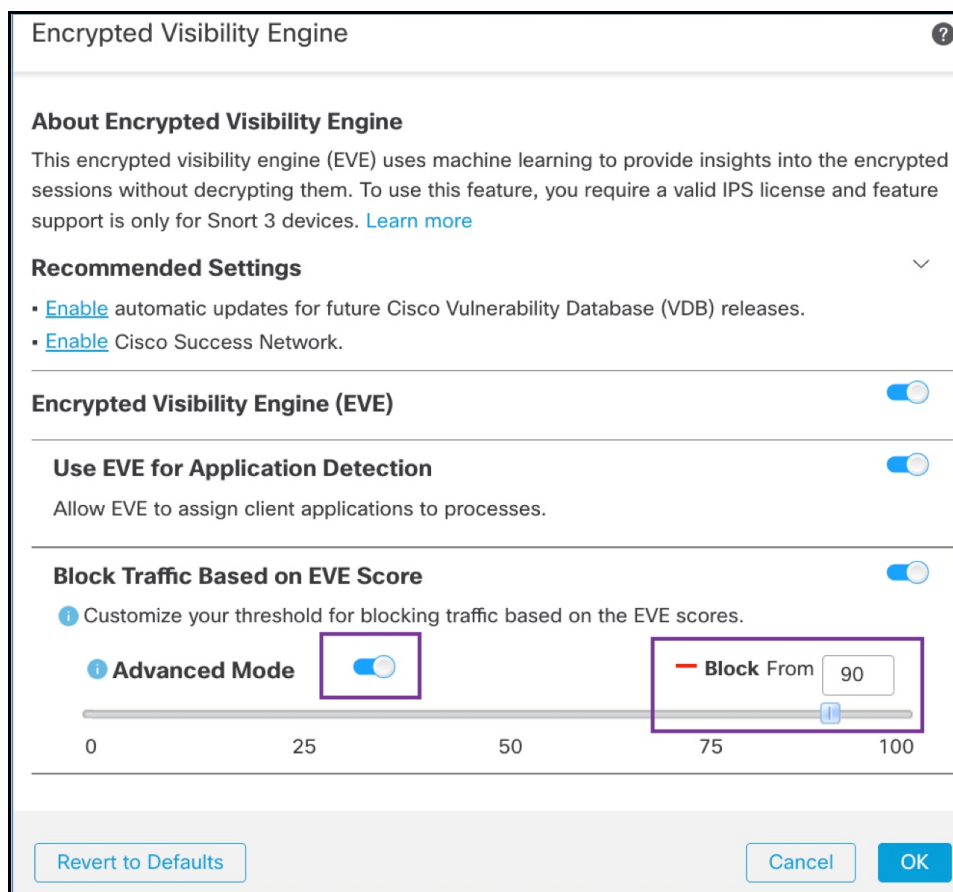 Encrypted Visibility Engine
?
About Encrypted Visibility Engine
This encrypted visibility engine (EVE) uses machine learning to provide insights into the encrypted
sessions without decrypting them. To use this feature, you require a valid IPS license and feature
support is only for Snort 3 devices. Learn more
Recommended Settings
▪ Enable automatic updates for future Cisco Vulnerability Database (VDB) releases.
▪ Enable Cisco Success Network.
Encrypted Visibility Engine (EVE)
Use EVE for Application Detection
Allow EVE to assign client applications to processes.
Block Traffic Based on EVE Score
i Customize your threshold for blocking traffic based on the EVE scores.
i Advanced Mode Block From 90
0 25 50 75 100
Revert to Defaults Cancel OK